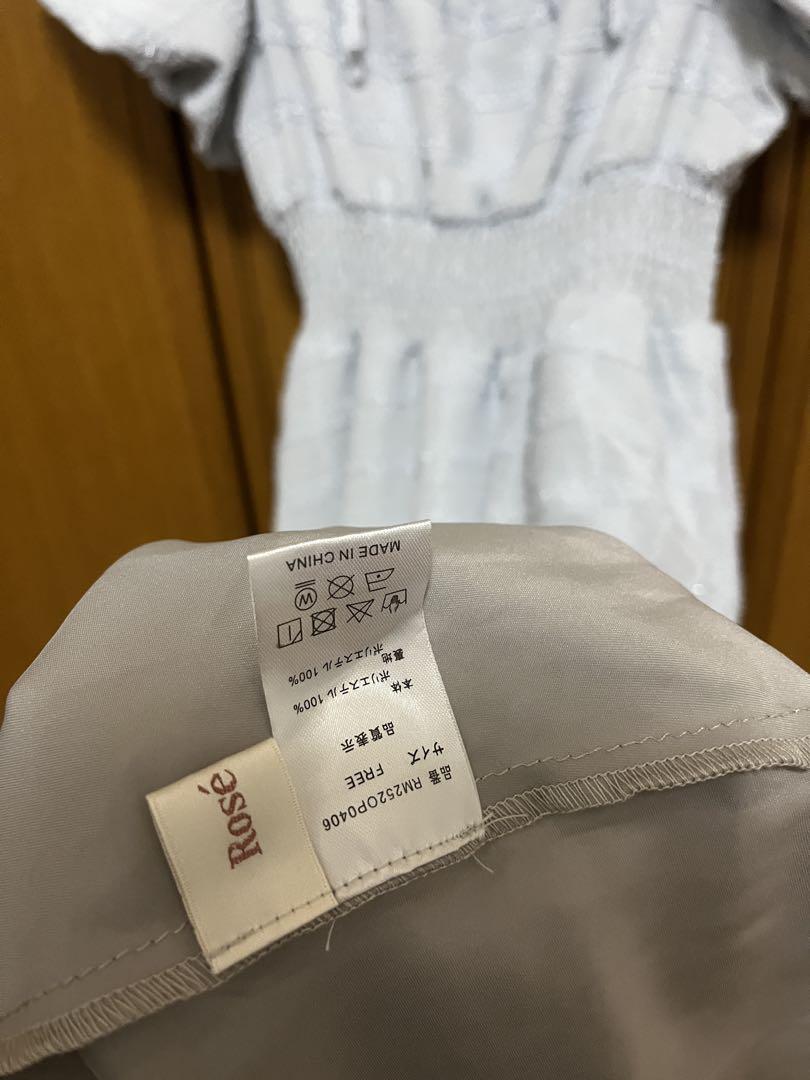 品番 RM252OP0406
サイズ
FREE
品質表示
本体
ポリエステル 100%
裏地
ポリエステル 100%
W
MADE IN CHINA
Rosé